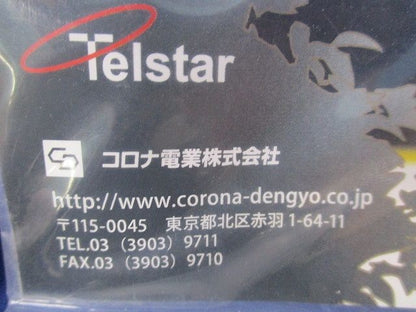 Telstar
コロナ電業株式会社
http://www.corona-dengyo.co.jp
〒115-0045 東京都北区赤羽1-64-11
TEL.03 (3903) 9711
FAX.03 (3903) 9710